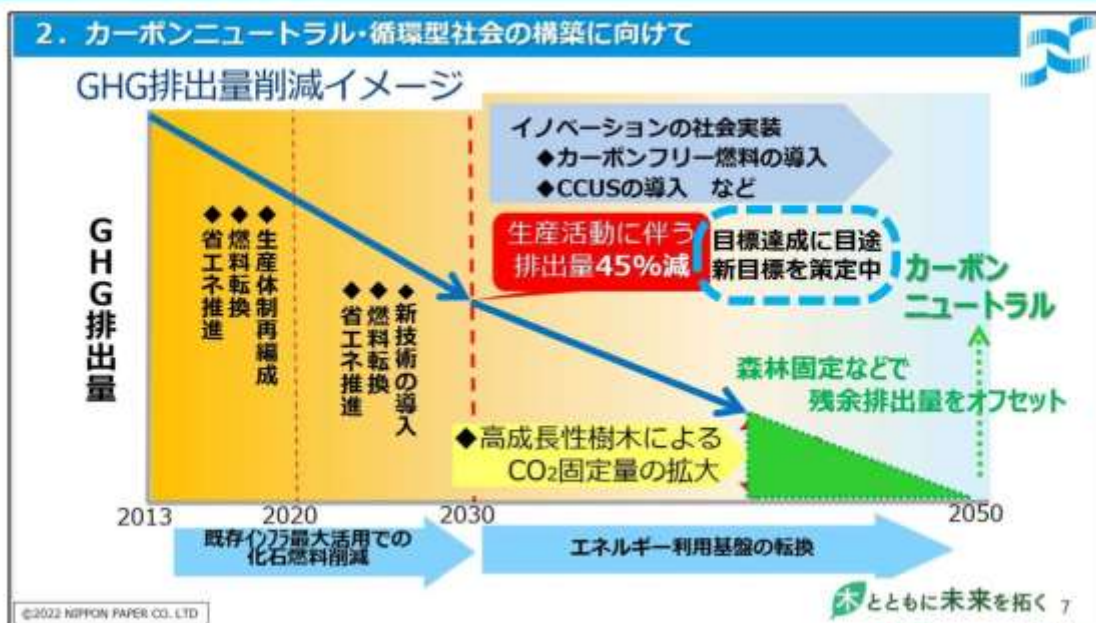 2．カーボンニュートラル・循環型社会の構築に向けて
GHG排出量削減イメージ
イノベーションの社会実装
◆カーボンフリー燃料の導入
◆CCUSの導入　など
生産活動に伴う
排出量45%減
目標達成に目途
新目標を策定中
カーボン
ニュートラル
GHG排出量
◆生産体制再編成
◆燃料転換
◆省エネ推進
◆新技術の導入
◆燃料転換
◆省エネ推進
森林固定などで
残余排出量をオフセット
◆高成長性樹木による
CO₂固定量の拡大
2013
2020
2030
2050
既存インフラ最大活用での
化石燃料削減
エネルギー利用基盤の転換
©2022 NIPPON PAPER CO. LTD
木とともに未来を拓く
7